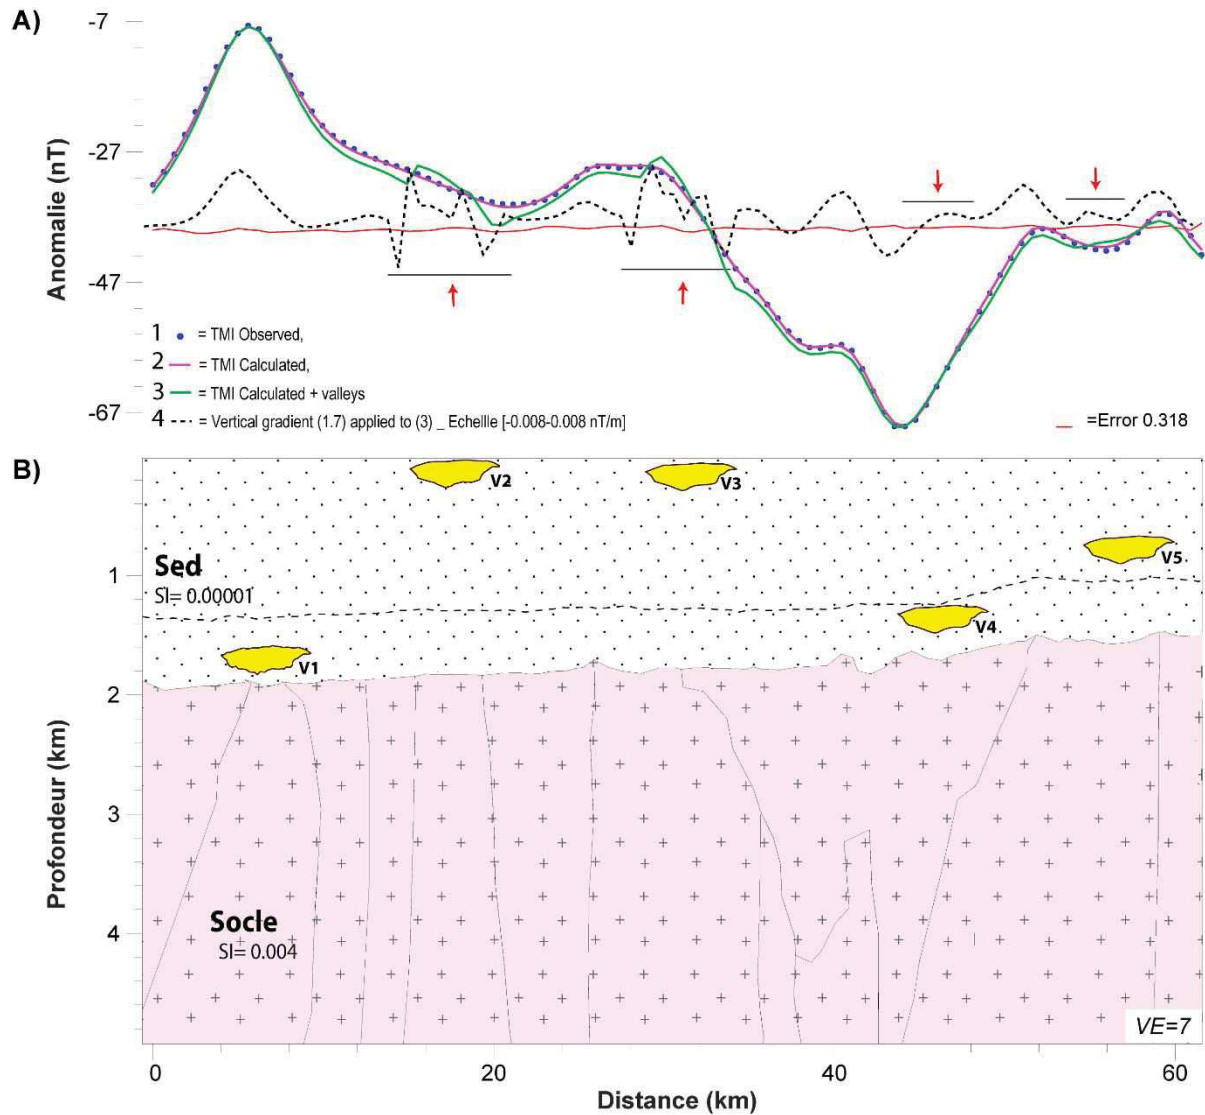 A)
-7
-27
-47
-67
Anomalie (nT)
1 = TMI Observed,
2 = TMI Calculated,
3 = TMI Calculated + valleys
4 = Vertical gradient (1.7) applied to (3) _ Echellle [-0.008-0.008 nT/m]
=Error 0.318
B)
V2
V3
V5
Sed
SI= 0.00001
V4
V1
1
2
3
4
Profondeur (km)
Socle
SI= 0.004
VE=7
0
20
40
60
Distance (km)